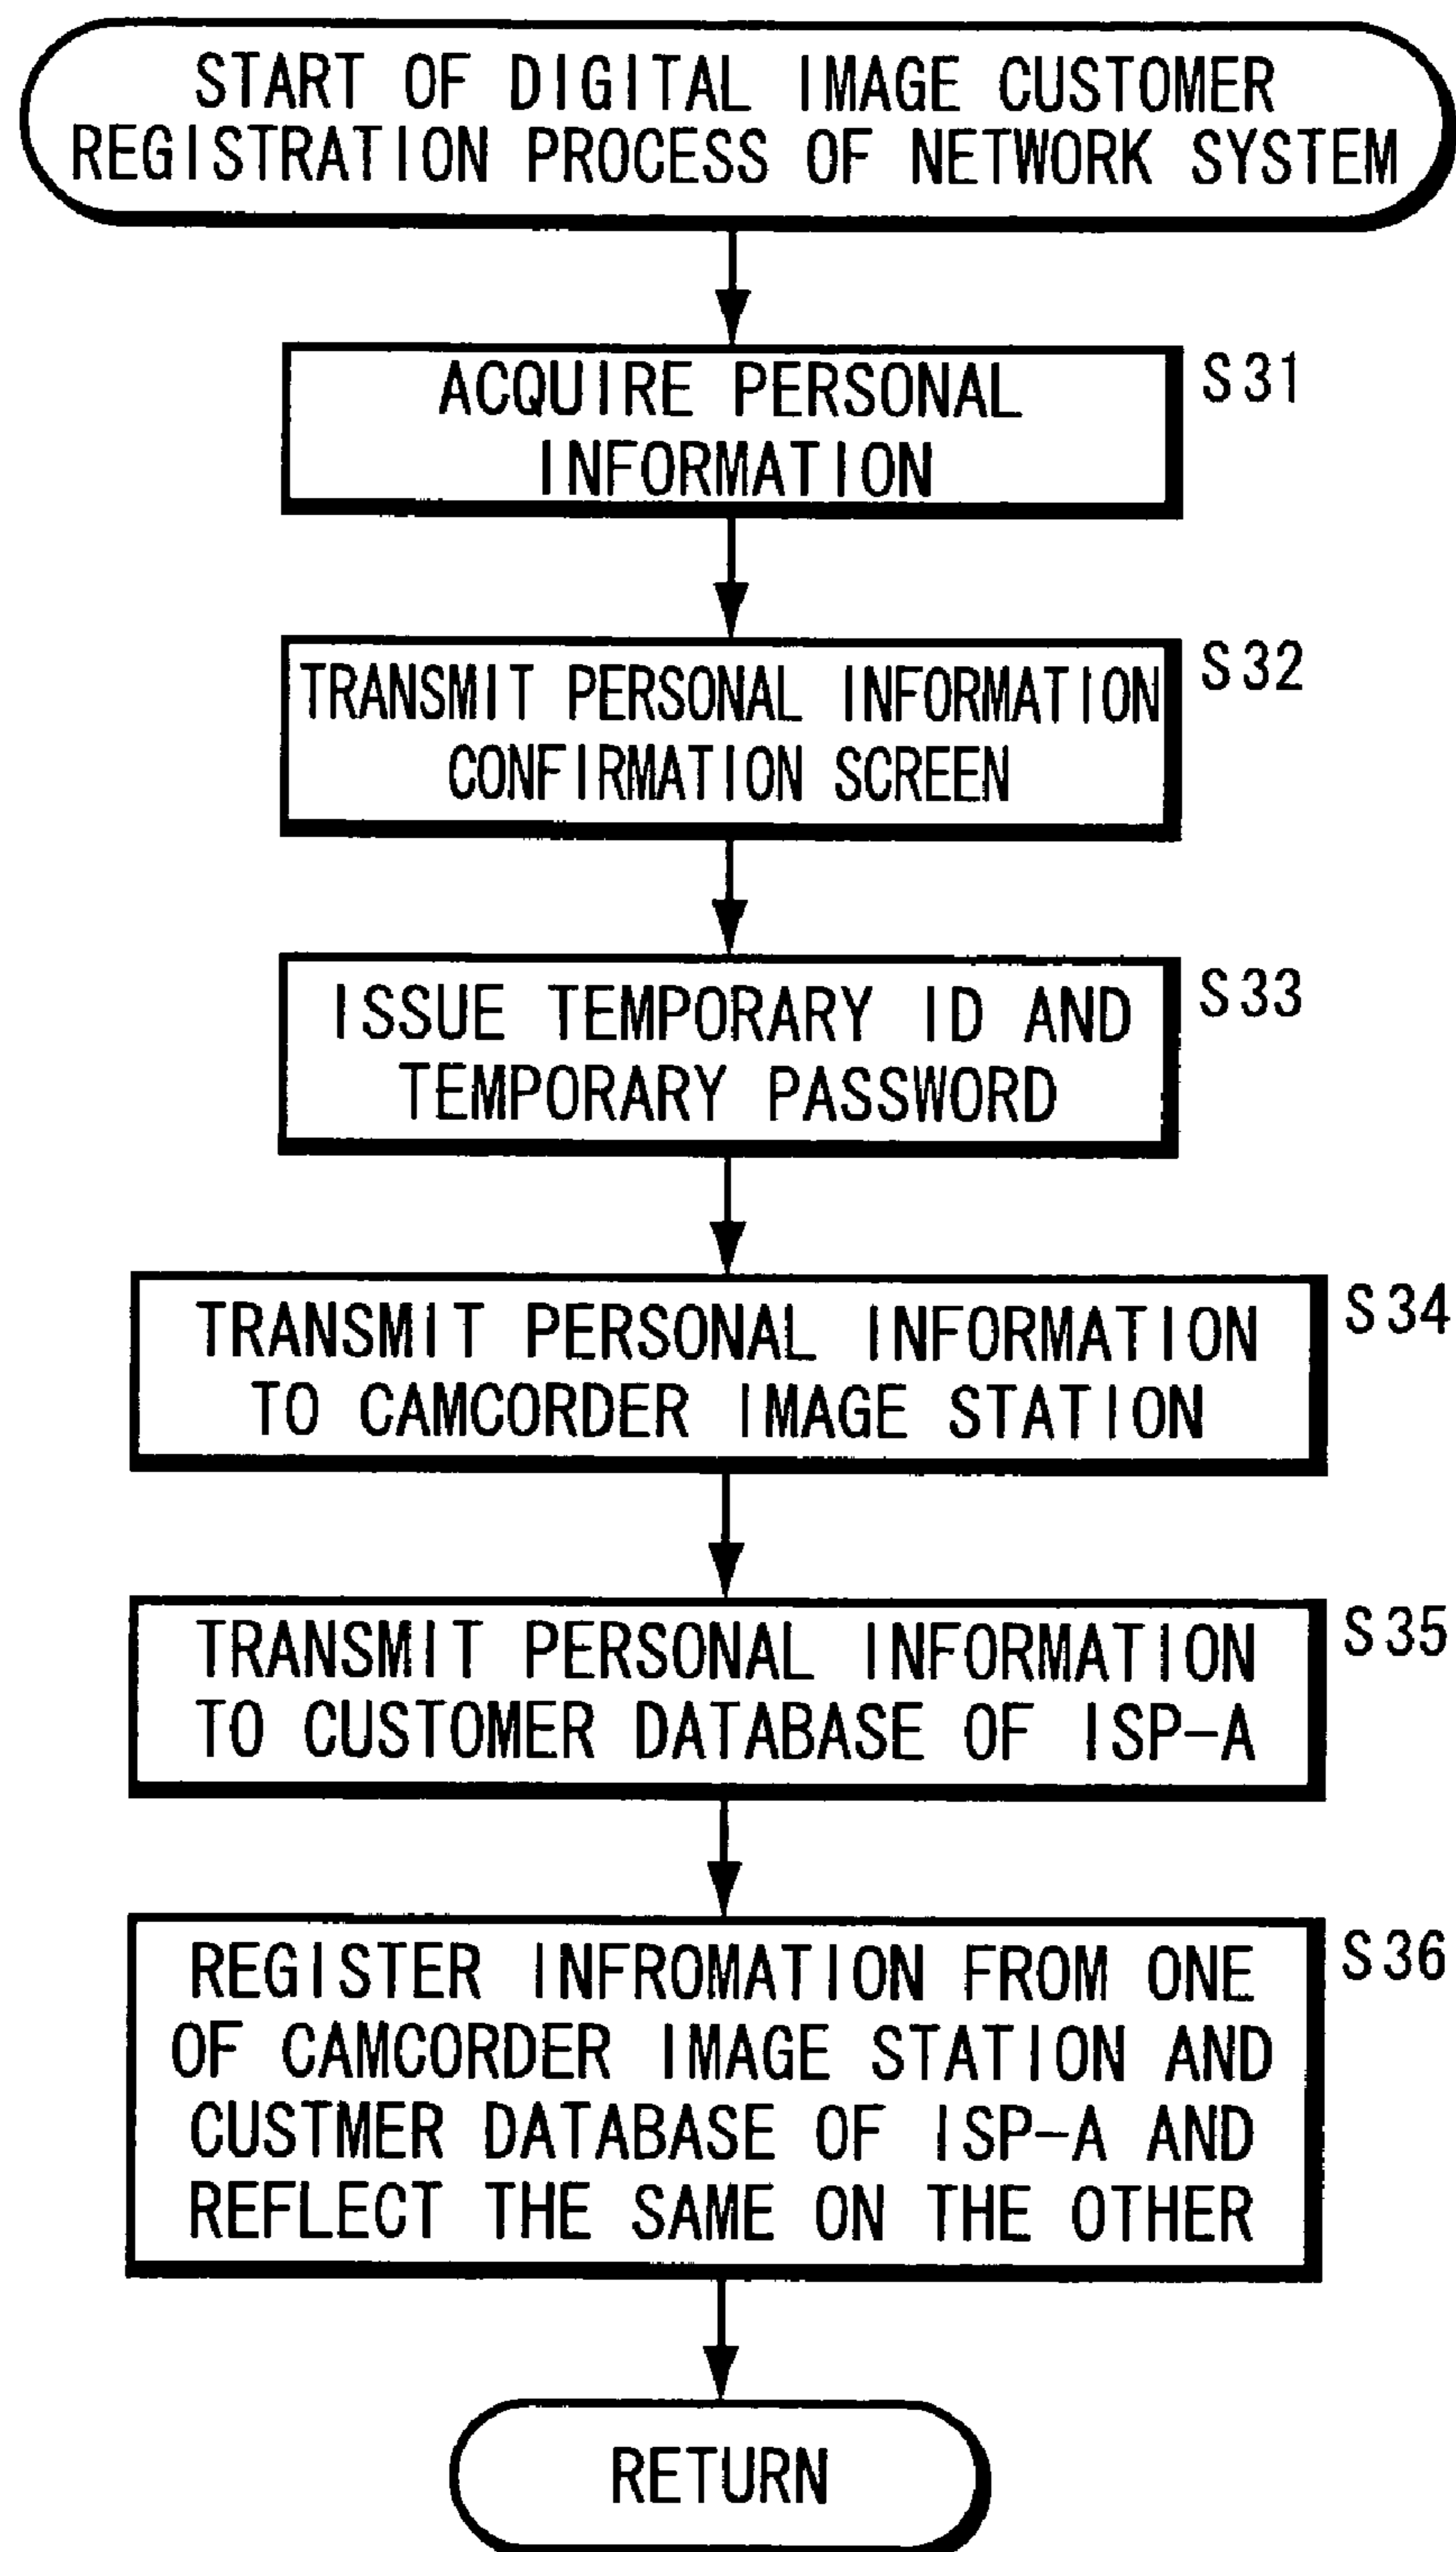 START OF DIGITAL IMAGE CUSTOMER
REGISTRATION PROCESS OF NETWORK SYSTEM
ACQUIRE PERSONAL
INFORMATION
S31
TRANSMIT PERSONAL INFORMATION
CONFIRMATION SCREEN
S32
ISSUE TEMPORARY ID AND
TEMPORARY PASSWORD
S33
TRANSMIT PERSONAL INFORMATION
TO CAMCORDER IMAGE STATION
S34
TRANSMIT PERSONAL INFORMATION
TO CUSTOMER DATABASE OF ISP-A
S35
REGISTER INFROMATION FROM ONE
OF CAMCORDER IMAGE STATION AND
CUSTMER DATABASE OF ISP-A AND
REFLECT THE SAME ON THE OTHER
S36
RETURN